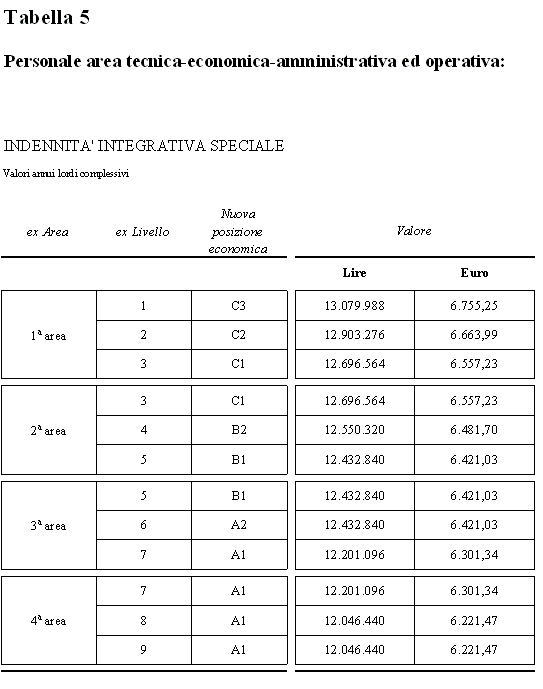 Tabella 5
Personale area tecnica-economica-amministrativa ed operativa:
INDENNITA' INTEGRATIVA SPECIALE
Valori annui lordi complessivi
ex Area ex Livello Nuova posizione economica Valore
Lire Euro
1ª area
1 C3 13.079.988 6.755,25
2 C2 12.903.276 6.663,99
3 C1 12.696.564 6.557,23
2ª area
3 C1 12.696.564 6.557,23
4 B2 12.550.320 6.481,70
5 B1 12.432.840 6.421,03
3ª area
5 B1 12.432.840 6.421,03
6 A2 12.432.840 6.421,03
7 A1 12.201.096 6.301,34
4ª area
7 A1 12.201.096 6.301,34
8 A1 12.046.440 6.221,47
9 A1 12.046.440 6.221,47